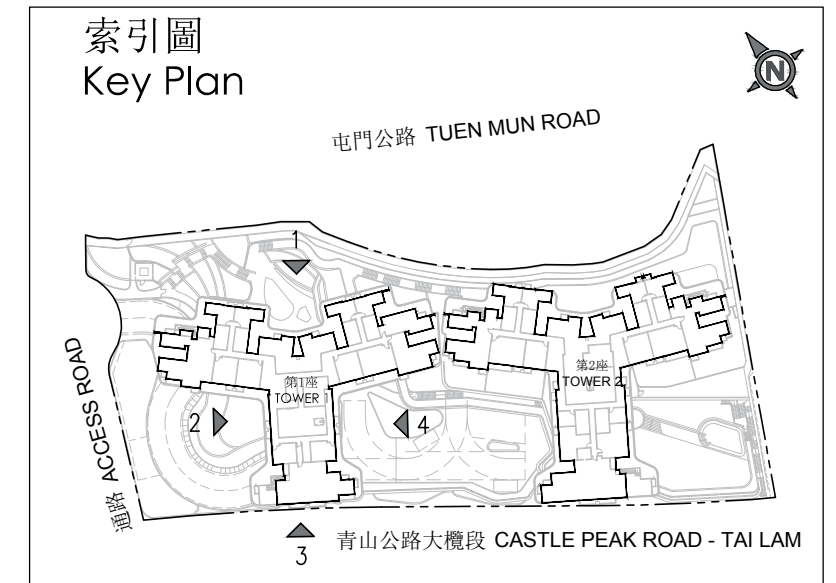 索引圖
Key Plan
N
屯門公路 TUEN MUN ROAD
1
第1座
TOWER 1
第2座
TOWER 2
通路 ACCESS ROAD
2
4
3
青山公路大欖段 CASTLE PEAK ROAD - TAI LAM